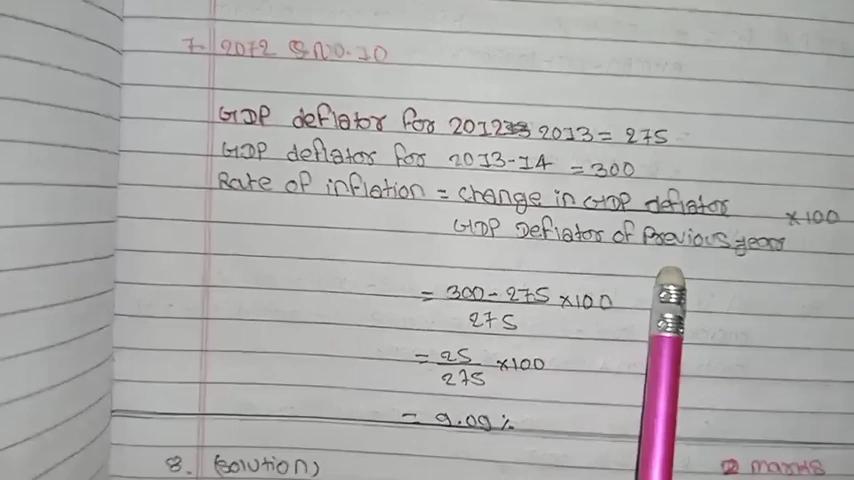 7. 2072 S.NO.10
GDP deflator for 2012 2013 = 275
GDP deflator for 2013-14 = 300
Rate of inflation = change in GDP deflator ×100
GDP Deflator of Previous year
= 300 - 275 ×100
275
= 25 ×100
275
= 9.09%
8. (Solution) 2 marks